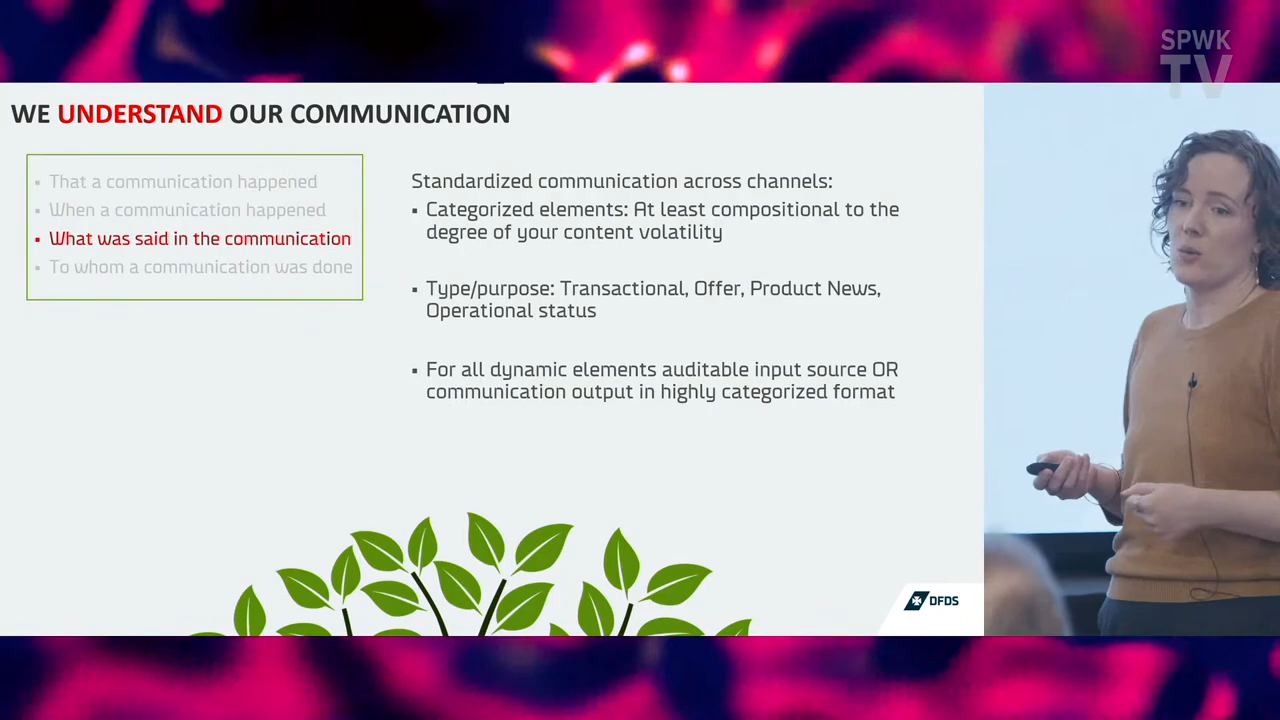 SPWK
TV
WE UNDERSTAND OUR COMMUNICATION
▪ That a communication happened
▪ When a communication happened
▪ What was said in the communication
▪ To whom a communication was done
Standardized communication across channels:
▪ Categorized elements: At least compositional to the
degree of your content volatility
▪ Type/purpose: Transactional, Offer, Product News,
Operational status
▪ For all dynamic elements auditable input source OR
communication output in highly categorized format
DFDS